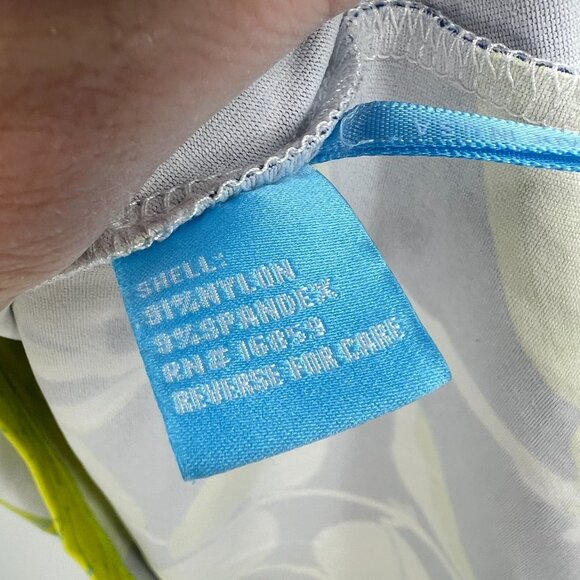 SHELL:
91%NYLON
9%SPANDEX
RN# 16859
REVERSE FOR CARE